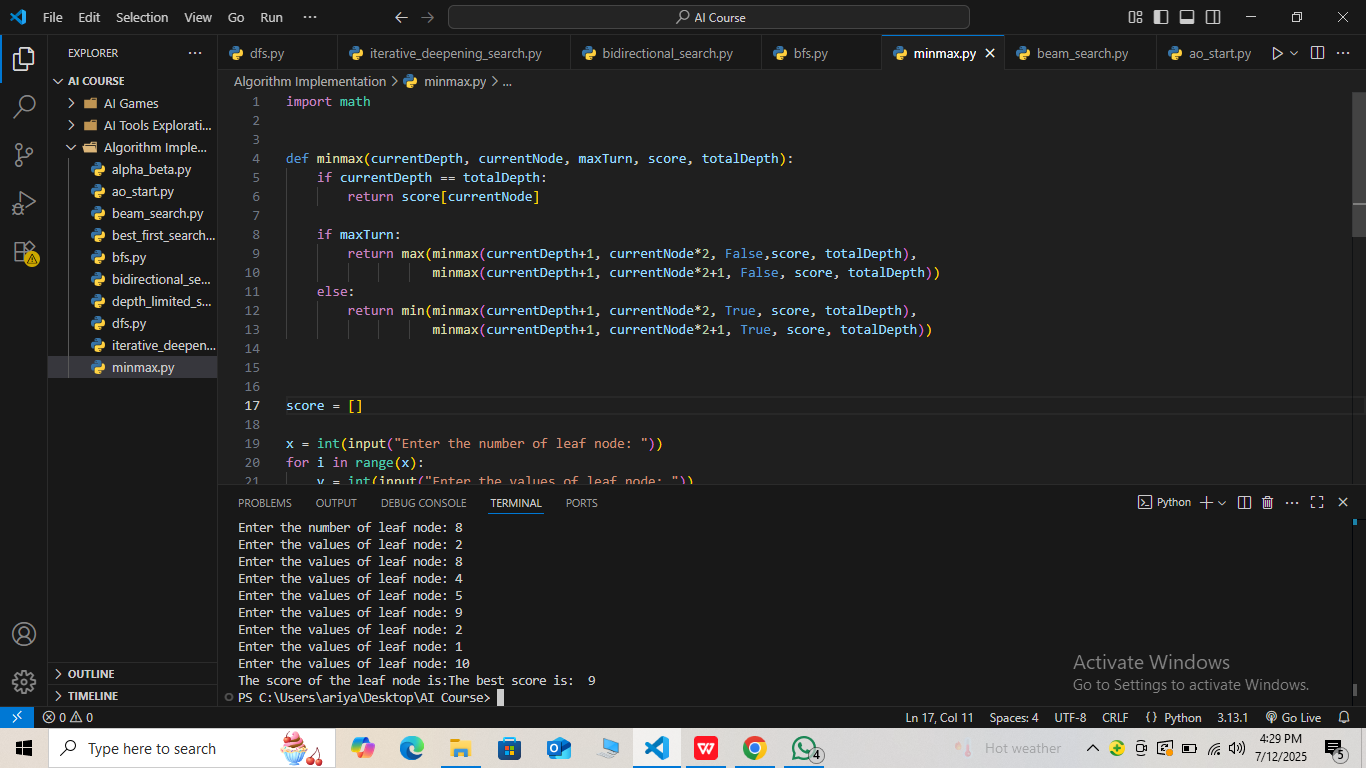 File Edit Selection View Go Run ··· AI Course
EXPLORER ···
AI COURSE
AI Games
AI Tools Explorati...
Algorithm Imple...
alpha_beta.py
ao_start.py
beam_search.py
best_first_search...
bfs.py
bidirectional_se...
depth_limited_s...
dfs.py
iterative_deepen...
minmax.py
OUTLINE
TIMELINE
dfs.py iterative_deepening_search.py bidirectional_search.py bfs.py minmax.py beam_search.py ao_start.py
Algorithm Implementation > minmax.py > ...
1 import math
2
3
4 def minmax(currentDepth, currentNode, maxTurn, score, totalDepth):
5     if currentDepth == totalDepth:
6         return score[currentNode]
7
8     if maxTurn:
9         return max(minmax(currentDepth+1, currentNode*2, False,score, totalDepth),
10                    minmax(currentDepth+1, currentNode*2+1, False, score, totalDepth))
11     else:
12         return min(minmax(currentDepth+1, currentNode*2, True, score, totalDepth),
13                    minmax(currentDepth+1, currentNode*2+1, True, score, totalDepth))
14
15
16
17 score = []
18
19 x = int(input("Enter the number of leaf node: "))
20 for i in range(x):
21     y = int(input("Enter the values of leaf node: "))
PROBLEMS OUTPUT DEBUG CONSOLE TERMINAL PORTS Python
Enter the number of leaf node: 8
Enter the values of leaf node: 2
Enter the values of leaf node: 8
Enter the values of leaf node: 4
Enter the values of leaf node: 5
Enter the values of leaf node: 9
Enter the values of leaf node: 2
Enter the values of leaf node: 1
Enter the values of leaf node: 10
The score of the leaf node is:The best score is:  9
PS C:\Users\ariya\Desktop\AI Course>
Activate Windows
Go to Settings to activate Windows.
0 0 Ln 17, Col 11 Spaces: 4 UTF-8 CRLF {} Python 3.13.1 Go Live
Type here to search W 4 Hot weather 4:29 PM
7/12/2025 5